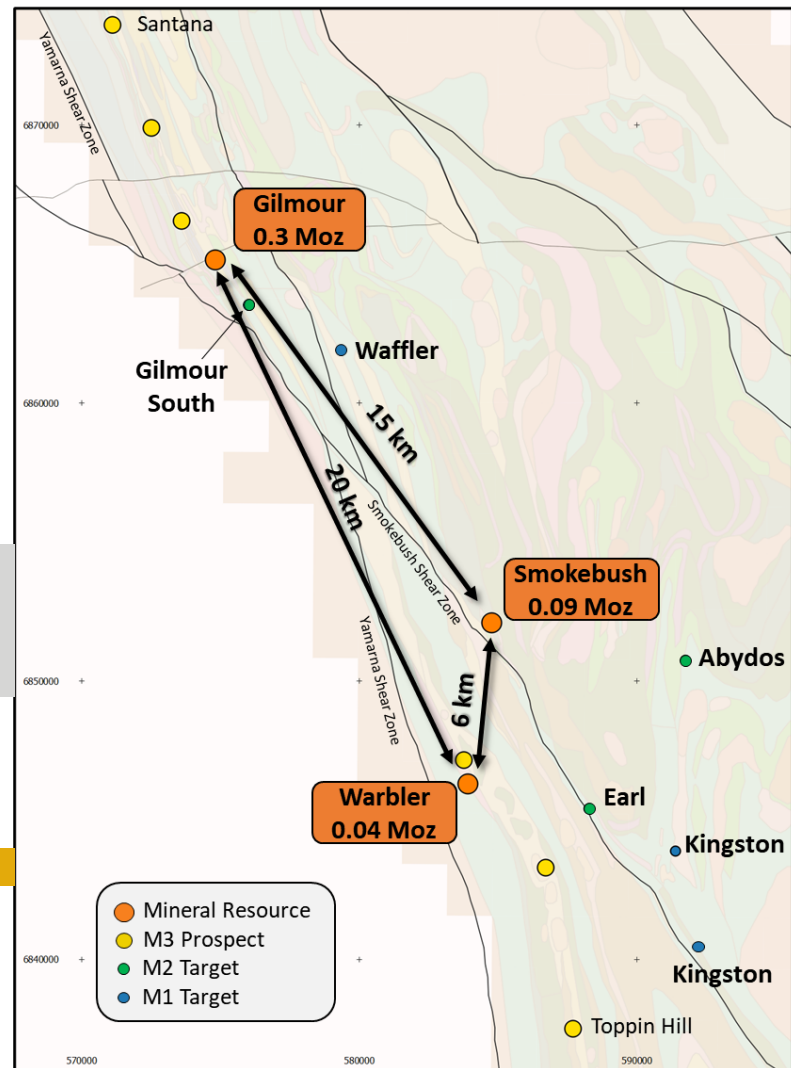 Santana
Yamarna Shear Zone
6870000
Gilmour
0.3 Moz
Waffler
Gilmour
South
6860000
15 km
20 km
Smokebush Shear Zone
Smokebush
0.09 Moz
Yamarna Shear Zone
Abydos
6850000
6 km
Warbler
0.04 Moz
Earl
Kingston
Mineral Resource
M3 Prospect
M2 Target
M1 Target
6840000
Kingston
Toppin Hill
570000
580000
590000